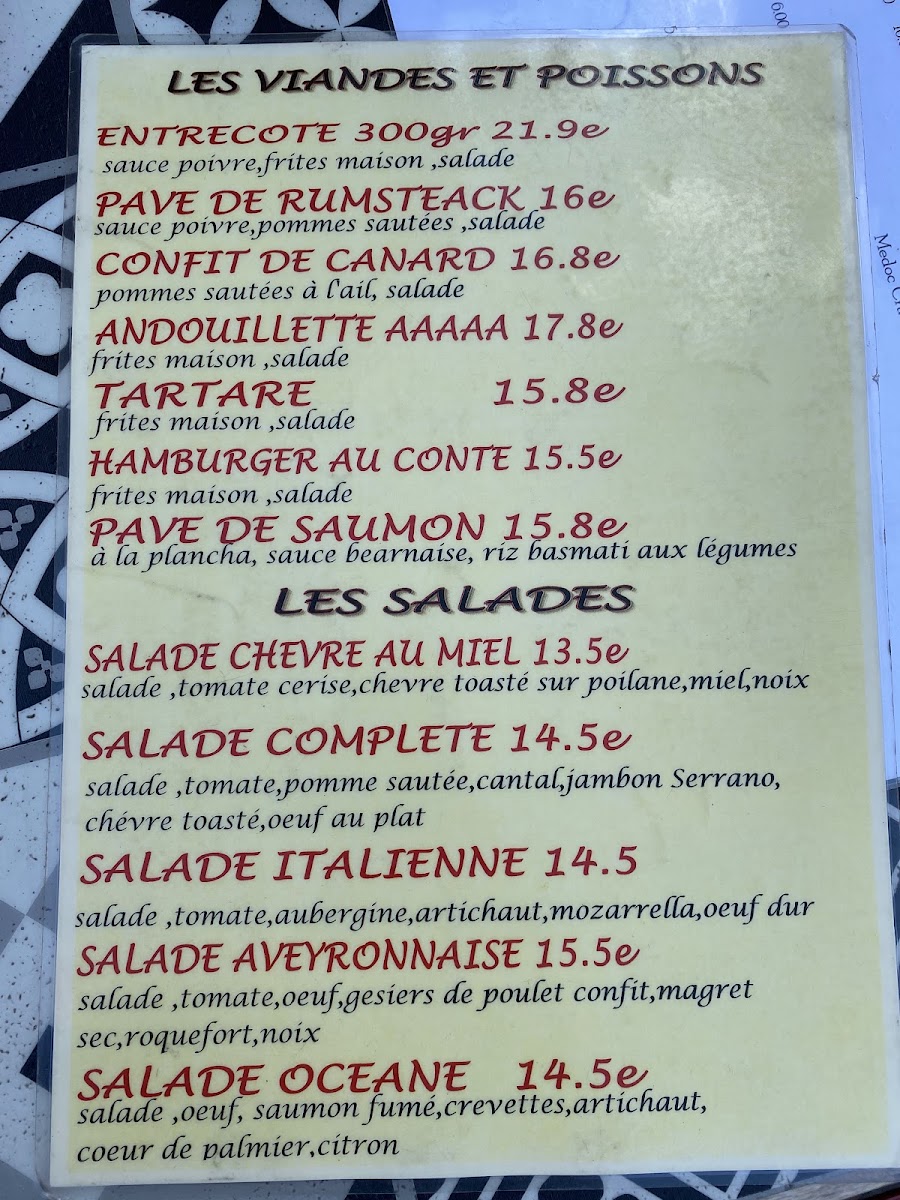 LES VIANDES ET POISSONS
ENTRECOTE 300gr 21.9e
sauce poivre,frites maison ,salade
PAVE DE RUMSTEACK 16e
sauce poivre,pommes sautées ,salade
CONFIT DE CANARD 16.8e
pommes sautées à l'ail, salade
ANDOUILLETTE AAAAA 17.8e
frites maison ,salade
TARTARE 15.8e
frites maison ,salade
HAMBURGER AU CONTE 15.5e
frites maison ,salade
PAVE DE SAUMON 15.8e
à la plancha, sauce bearnaise, riz basmati aux légumes
LES SALADES
SALADE CHEVRE AU MIEL 13.5e
salade ,tomate cerise,chevre toasté sur poilane,miel,noix
SALADE COMPLETE 14.5e
salade ,tomate,pomme sautée,cantal,jambon Serrano,
chévre toasté,oeuf au plat
SALADE ITALIENNE 14.5
salade ,tomate,aubergine,artichaut,mozarrella,oeuf dur
SALADE AVEYRONNAISE 15.5e
salade ,tomate,oeuf,gesiers de poulet confit,magret
sec,roquefort,noix
SALADE OCEANE 14.5e
salade ,oeuf, saumon fumé,crevettes,artichaut,
coeur de palmier,citron
6.00
Medoc